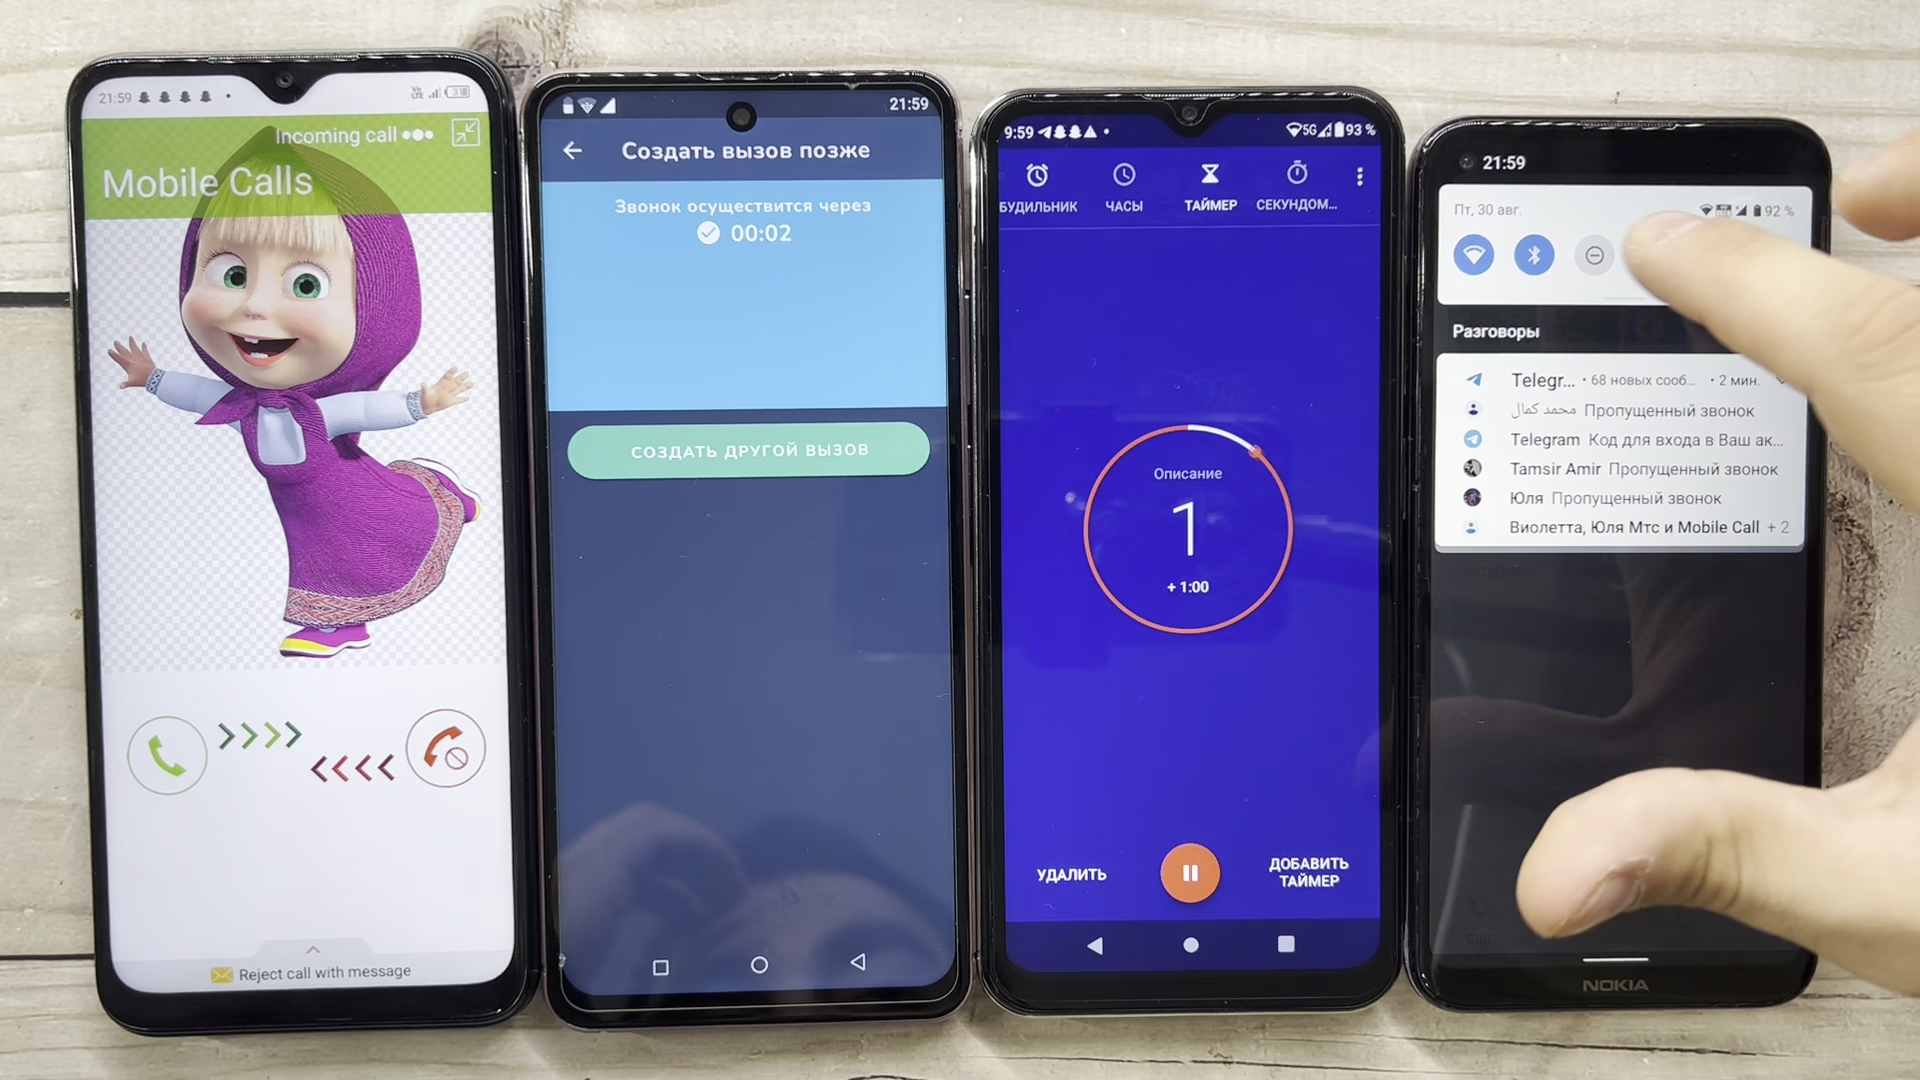 21:59
Incoming call
Mobile Calls
Reject call with message
21:59
Создать вызов позже
Звонок осуществится через
00:02
СОЗДАТЬ ДРУГОЙ ВЫЗОВ
9:59 5G 93 %
БУДИЛЬНИК ЧАСЫ ТАЙМЕР СЕКУНДОМ...
Описание
1
+ 1:00
УДАЛИТЬ
ДОБАВИТЬ
ТАЙМЕР
21:59
Пт, 30 авг. 92 %
Разговоры
Telegr... • 68 новых сооб... • 2 мин.
محمد كمال Пропущенный звонок
Telegram Код для входа в Ваш ак...
Tamsir Amir Пропущенный звонок
Юля Пропущенный звонок
Виолетта, Юля Мтс и Mobile Call + 2
NOKIA